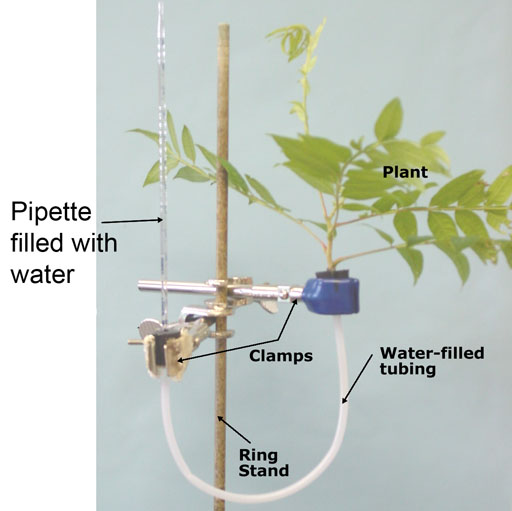 Plant
Pipette
filled with
water
Clamps
Water-filled
tubing
Ring
Stand